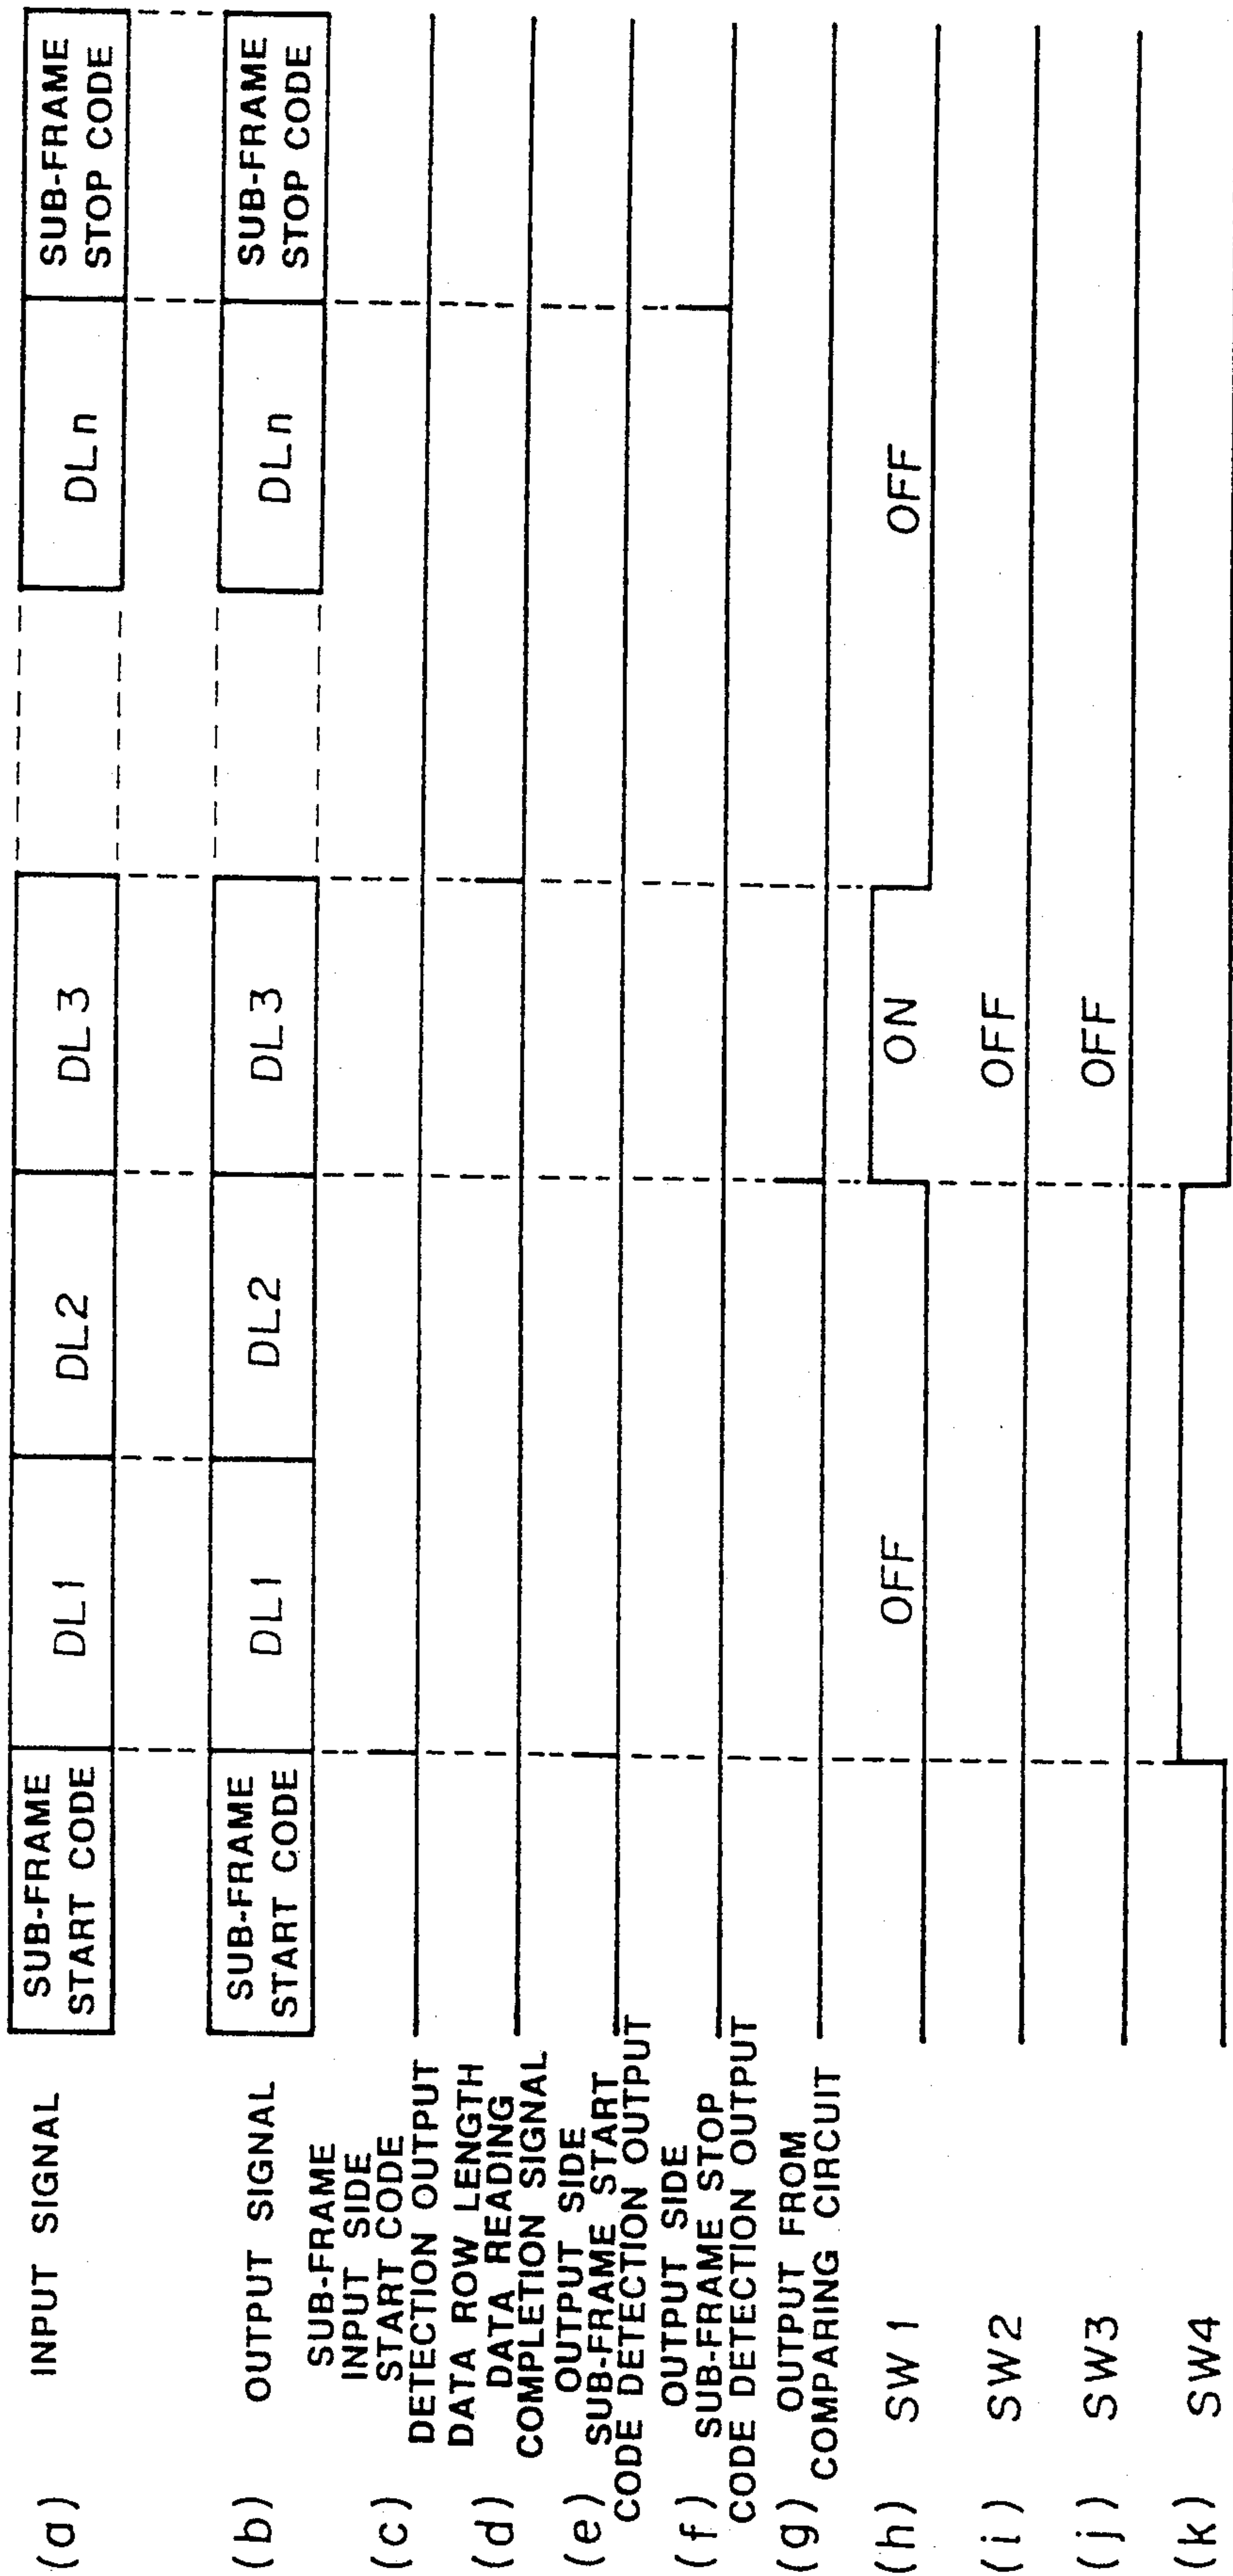 (a) INPUT SIGNAL
SUB-FRAME
START CODE
DL1
DL2
DL3
DLn
SUB-FRAME
STOP CODE
(b) OUTPUT SIGNAL
SUB-FRAME
START CODE
DL1
DL2
DL3
DLn
SUB-FRAME
STOP CODE
(c) SUB-FRAME
INPUT SIDE
START CODE
DETECTION OUTPUT
(d) DATA ROW LENGTH
DATA READING
COMPLETION SIGNAL
(e) OUTPUT SIDE
SUB-FRAME START
CODE DETECTION OUTPUT
(f) OUTPUT SIDE
SUB-FRAME STOP
CODE DETECTION OUTPUT
(g) OUTPUT FROM
COMPARING CIRCUIT
(h) SW1 OFF ON OFF
(i) SW2 OFF
(j) SW3 OFF
(k) SW4